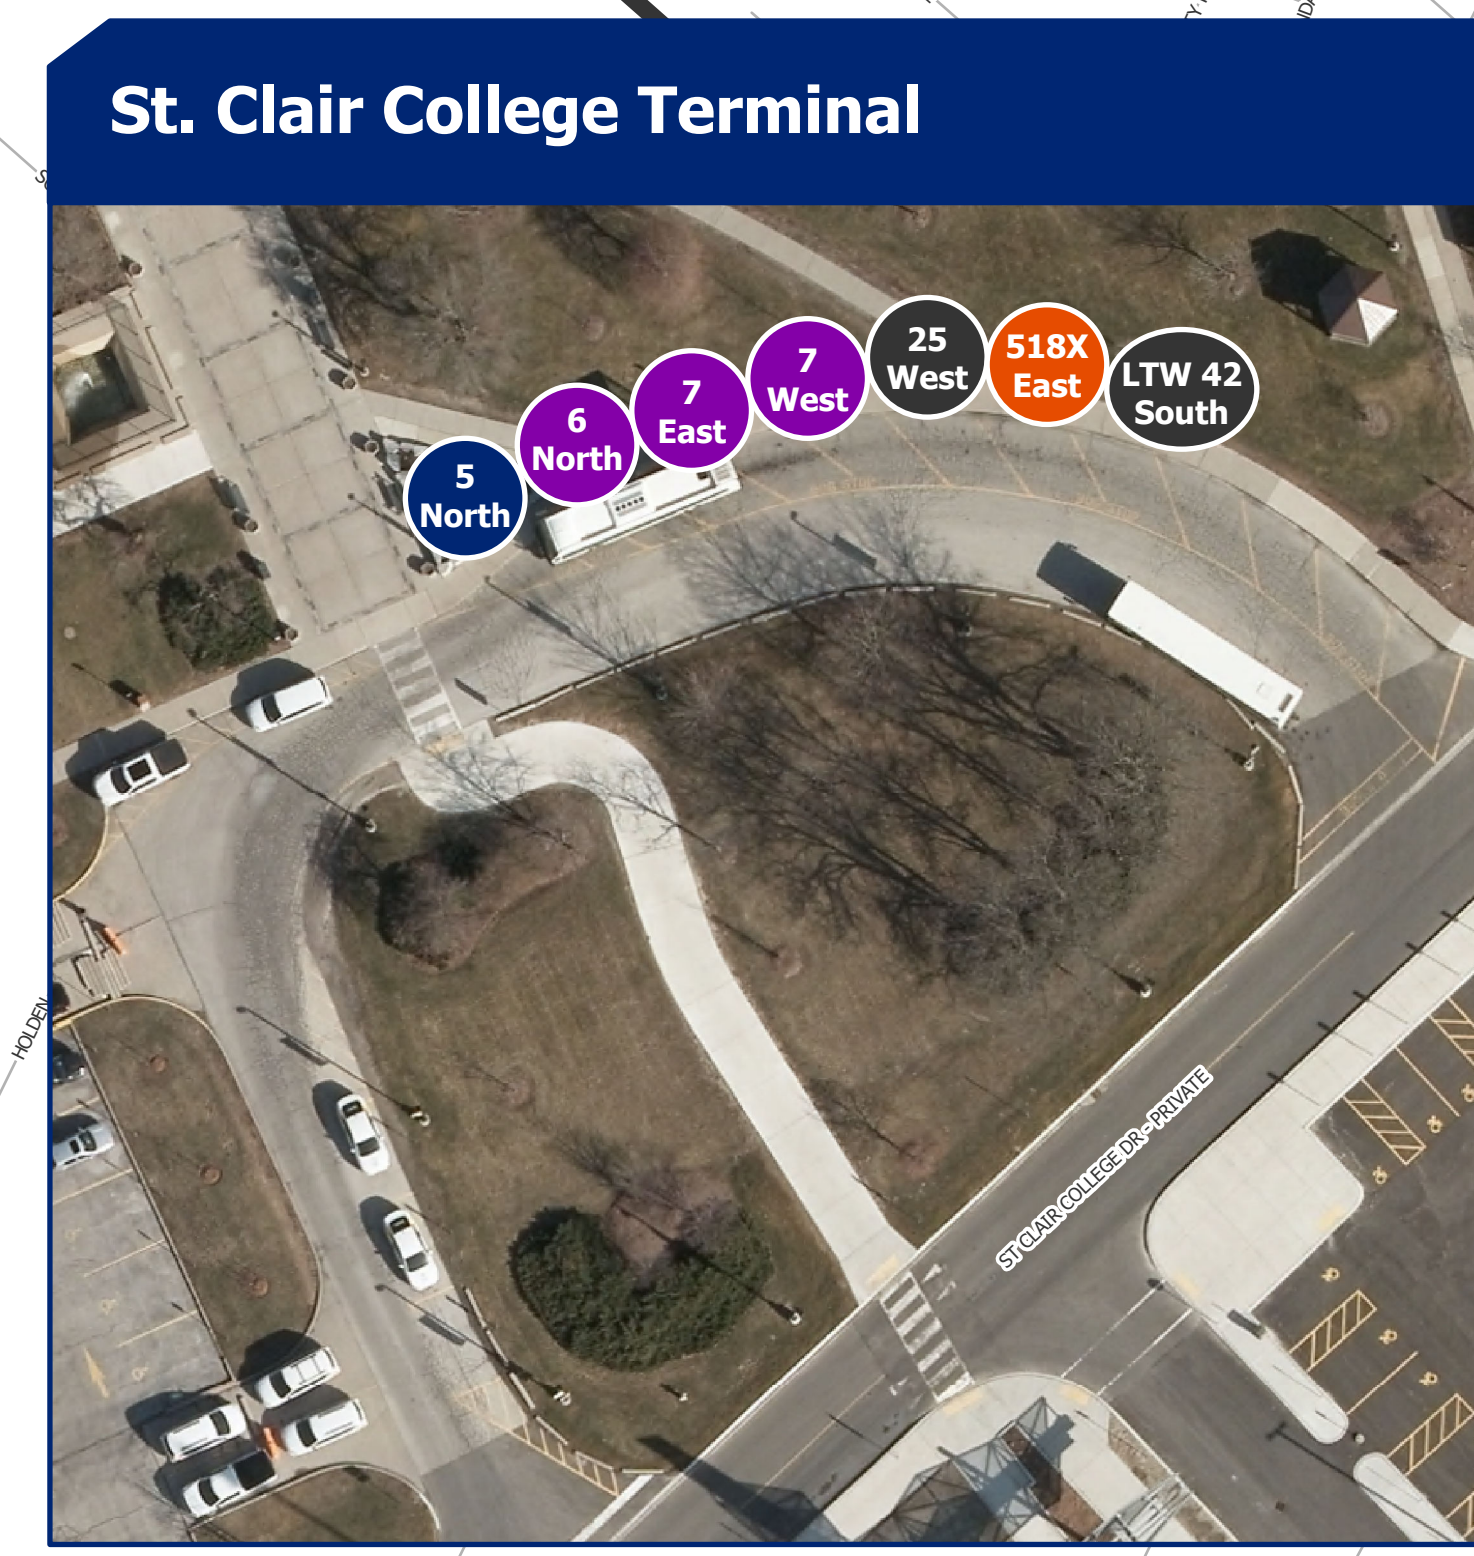 St. Clair College Terminal
5
North
6
North
7
East
7
West
25
West
518X
East
LTW 42
South
HOLDEN
ST CLAIR COLLEGE DR - PRIVATE